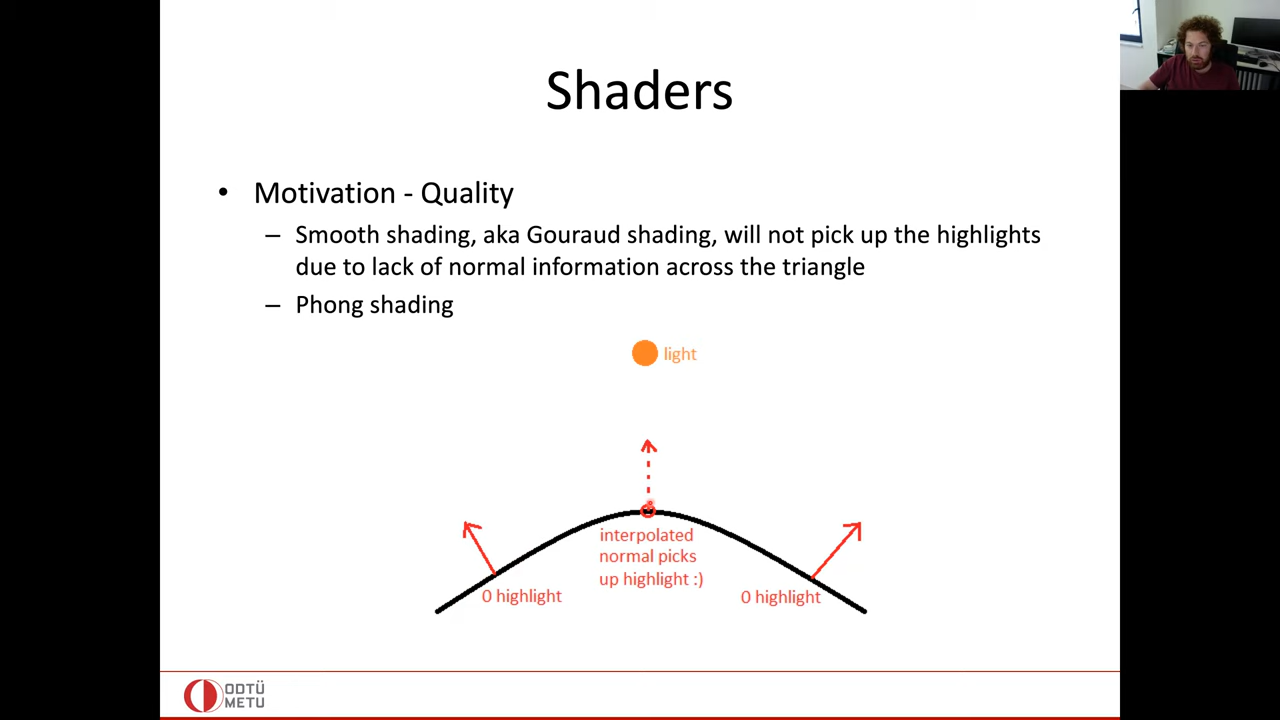 Shaders
• Motivation - Quality
– Smooth shading, aka Gouraud shading, will not pick up the highlights
due to lack of normal information across the triangle
– Phong shading
light
interpolated
normal picks
up highlight :)
0 highlight
0 highlight
ODTÜ
METU